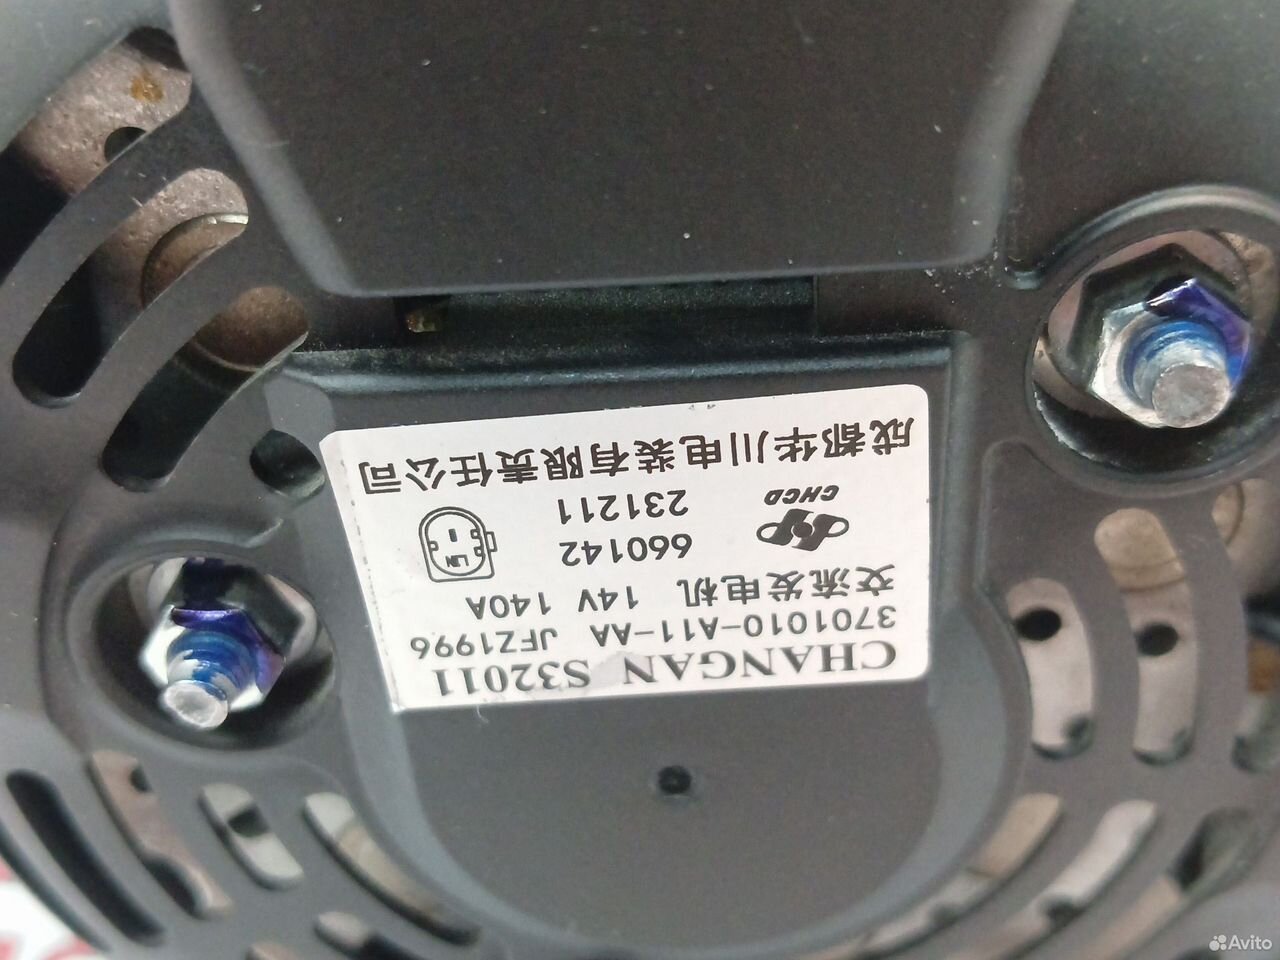 CHANGAN S32011
3701010-A11-AA JFZ1996
交流发电机 14V 140A
660142
231211
LIN
CHCD
成都华川电装有限责任公司
Avito